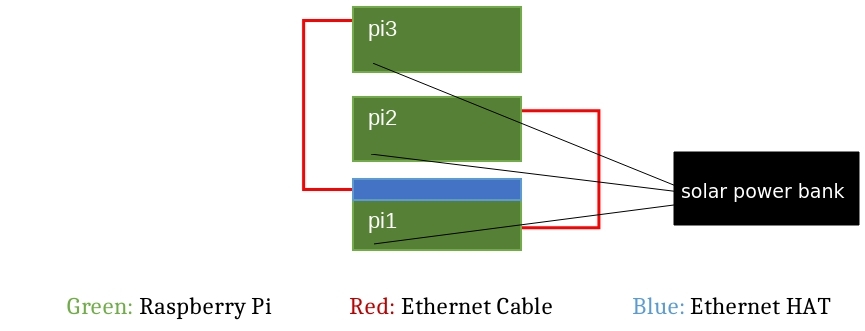 pi3
pi2
solar power bank
pi1
Green: Raspberry Pi Red: Ethernet Cable Blue: Ethernet HAT